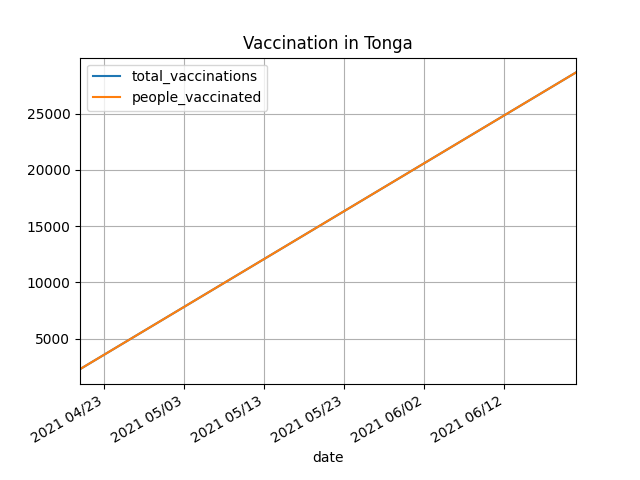 Vaccination in Tonga
total_vaccinations
people_vaccinated
25000
20000
15000
10000
5000
2021 04/23
2021 05/03
2021 05/13
2021 05/23
2021 06/02
2021 06/12
date